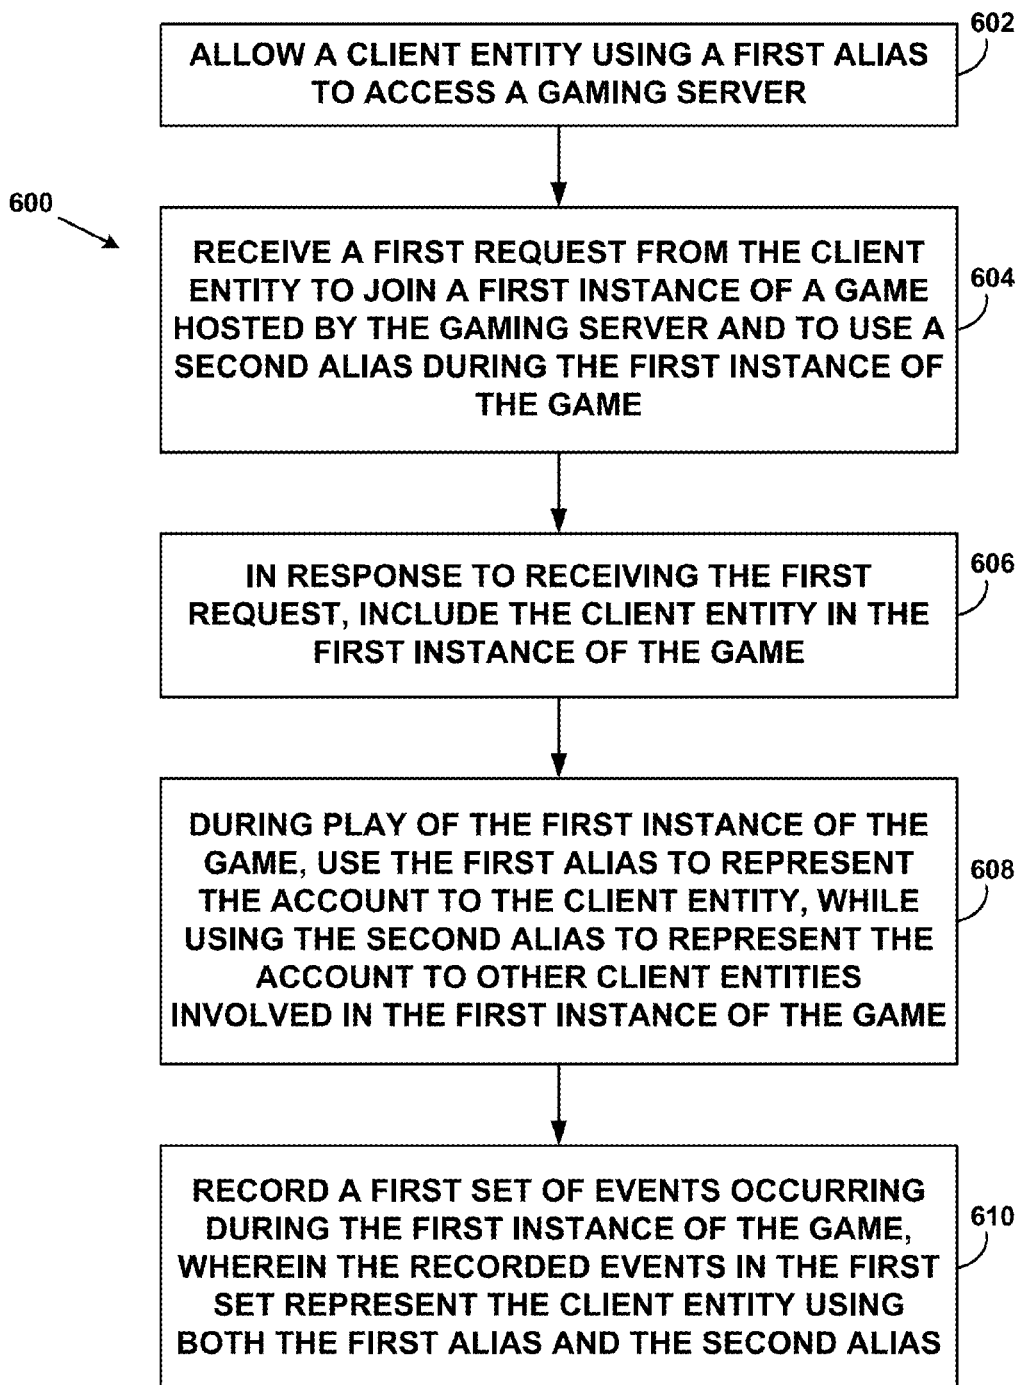 602
ALLOW A CLIENT ENTITY USING A FIRST ALIAS
TO ACCESS A GAMING SERVER
600
RECEIVE A FIRST REQUEST FROM THE CLIENT
ENTITY TO JOIN A FIRST INSTANCE OF A GAME
HOSTED BY THE GAMING SERVER AND TO USE A
SECOND ALIAS DURING THE FIRST INSTANCE OF
THE GAME
604
IN RESPONSE TO RECEIVING THE FIRST
REQUEST, INCLUDE THE CLIENT ENTITY IN THE
FIRST INSTANCE OF THE GAME
606
DURING PLAY OF THE FIRST INSTANCE OF THE
GAME, USE THE FIRST ALIAS TO REPRESENT
THE ACCOUNT TO THE CLIENT ENTITY, WHILE
USING THE SECOND ALIAS TO REPRESENT THE
ACCOUNT TO OTHER CLIENT ENTITIES
INVOLVED IN THE FIRST INSTANCE OF THE GAME
608
RECORD A FIRST SET OF EVENTS OCCURRING
DURING THE FIRST INSTANCE OF THE GAME,
WHEREIN THE RECORDED EVENTS IN THE FIRST
SET REPRESENT THE CLIENT ENTITY USING
BOTH THE FIRST ALIAS AND THE SECOND ALIAS
610